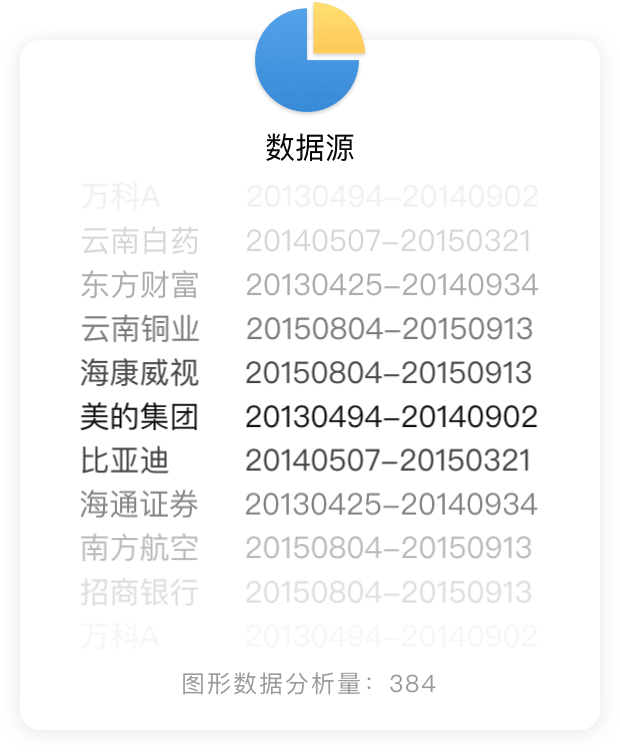 数据源
万科A 20130494-20140902
云南白药 20140507-20150321
东方财富 20130425-20140934
云南铜业 20150804-20150913
海康威视 20150804-20150913
美的集团 20130494-20140902
比亚迪 20140507-20150321
海通证券 20130425-20140934
南方航空 20150804-20150913
招商银行 20150804-20150913
万科A 20130494-20140902
图形数据分析量：384